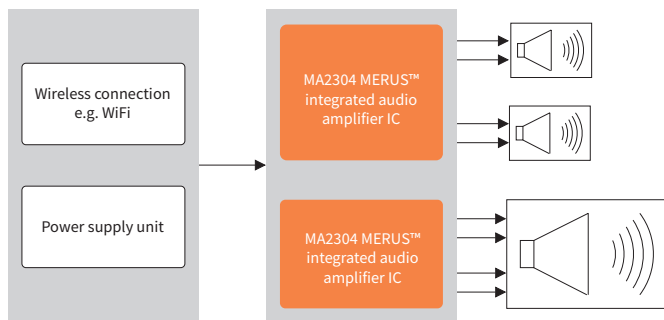 Wireless connection
e.g. WiFi
Power supply unit
MA2304 MERUS™
integrated audio
amplifier IC
MA2304 MERUS™
integrated audio
amplifier IC